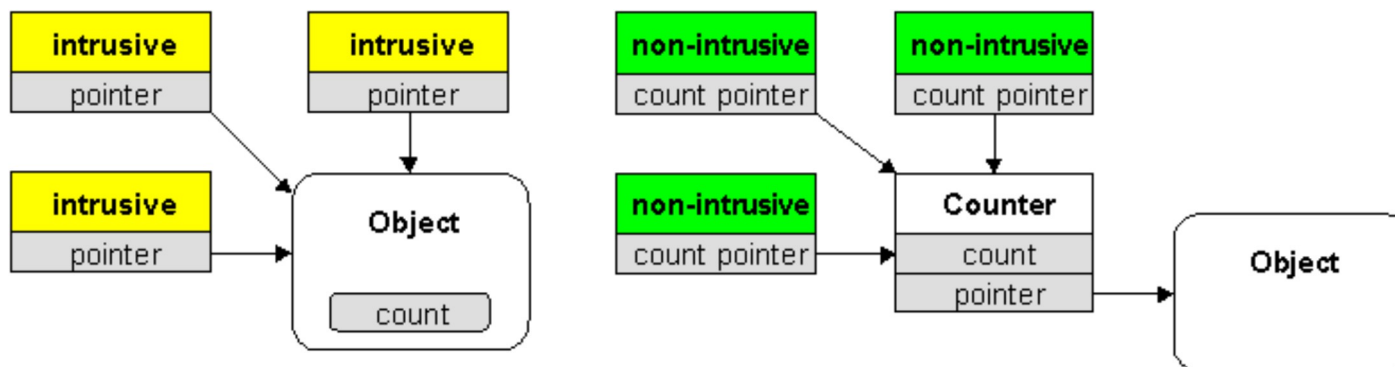 intrusive
pointer
intrusive
pointer
intrusive
pointer
Object
count
non-intrusive
count pointer
non-intrusive
count pointer
non-intrusive
count pointer
Counter
count
pointer
Object